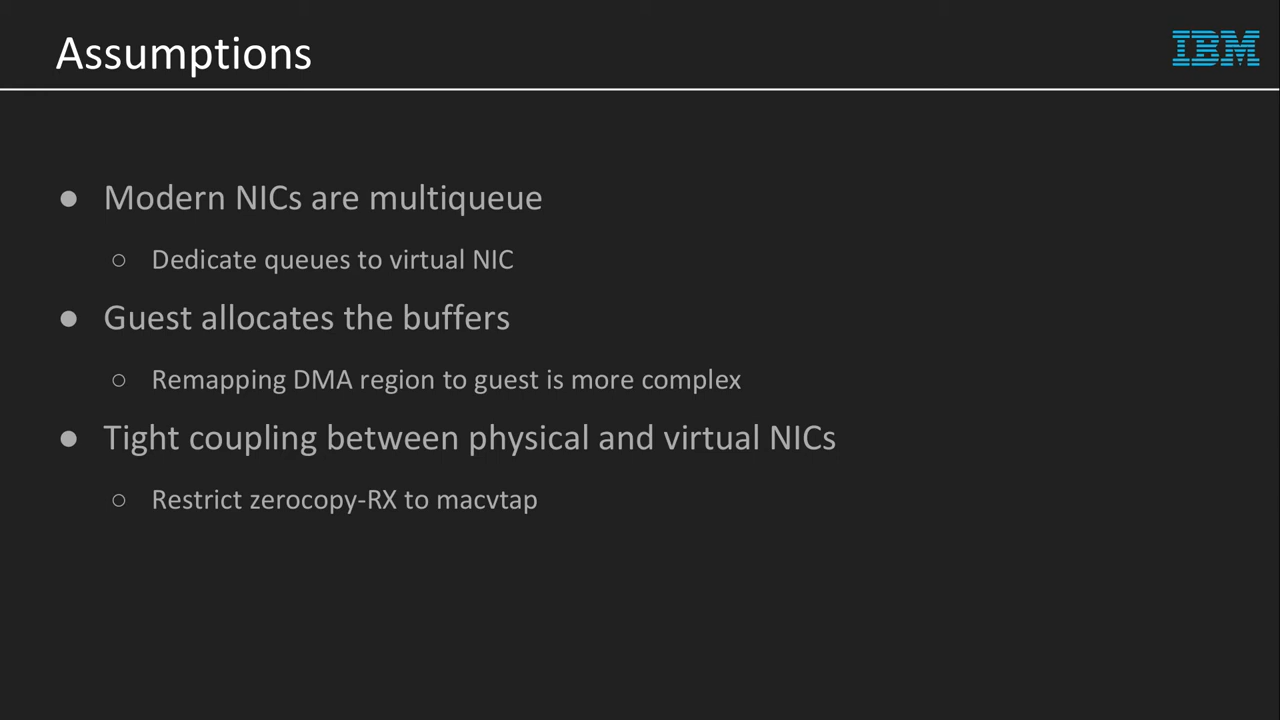 Assumptions
IBM
● Modern NICs are multiqueue
○ Dedicate queues to virtual NIC
● Guest allocates the buffers
○ Remapping DMA region to guest is more complex
● Tight coupling between physical and virtual NICs
○ Restrict zerocopy-RX to macvtap